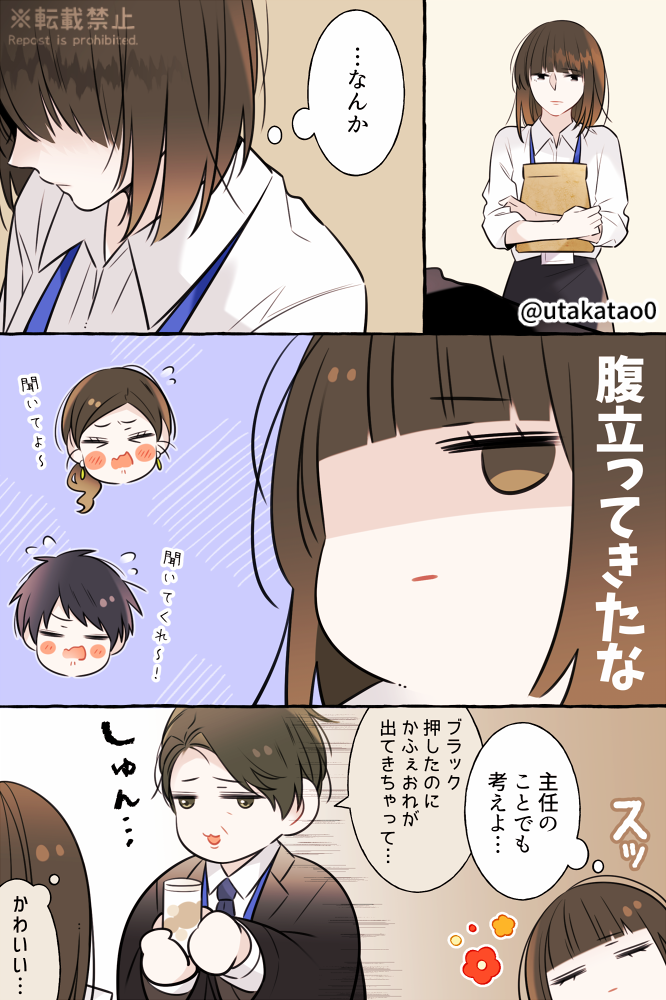 ※転載禁止
Repost is prohibited.
@utakatao0
…なんか
腹立ってきたな
聞いてよ〜
聞いてくれ〜!
スッ
主任の
ことでも
考えよ…
ブラック
押したのに
かふぇおれが
出てきちゃって…
しゅん…
かわいい…